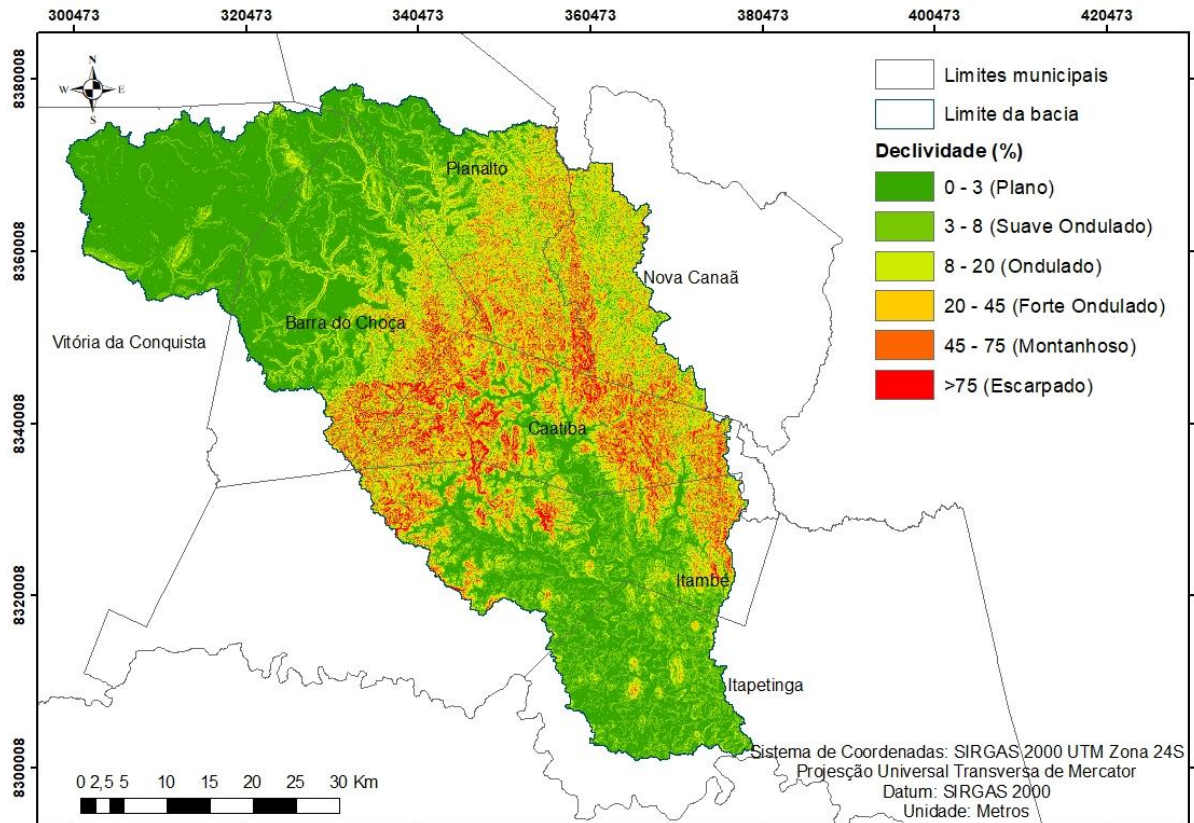 300473 320473 340473 360473 380473 400473 420473
8380008
8360008
8340008
8320008
8300008
N
W E
S
Limites municipais
Limite da bacia
Declividade (%)
0 - 3 (Plano)
3 - 8 (Suave Ondulado)
8 - 20 (Ondulado)
20 - 45 (Forte Ondulado)
45 - 75 (Montanhoso)
>75 (Escarpado)
Planalto
Nova Canaã
Barra do Choça
Vitória da Conquista
Caatiba
Itambé
Itapetinga
0 2,5 5 10 15 20 25 30 Km
Sistema de Coordenadas: SIRGAS 2000 UTM Zona 24S
Projesção Universal Transversa de Mercator
Datum: SIRGAS 2000
Unidade: Metros